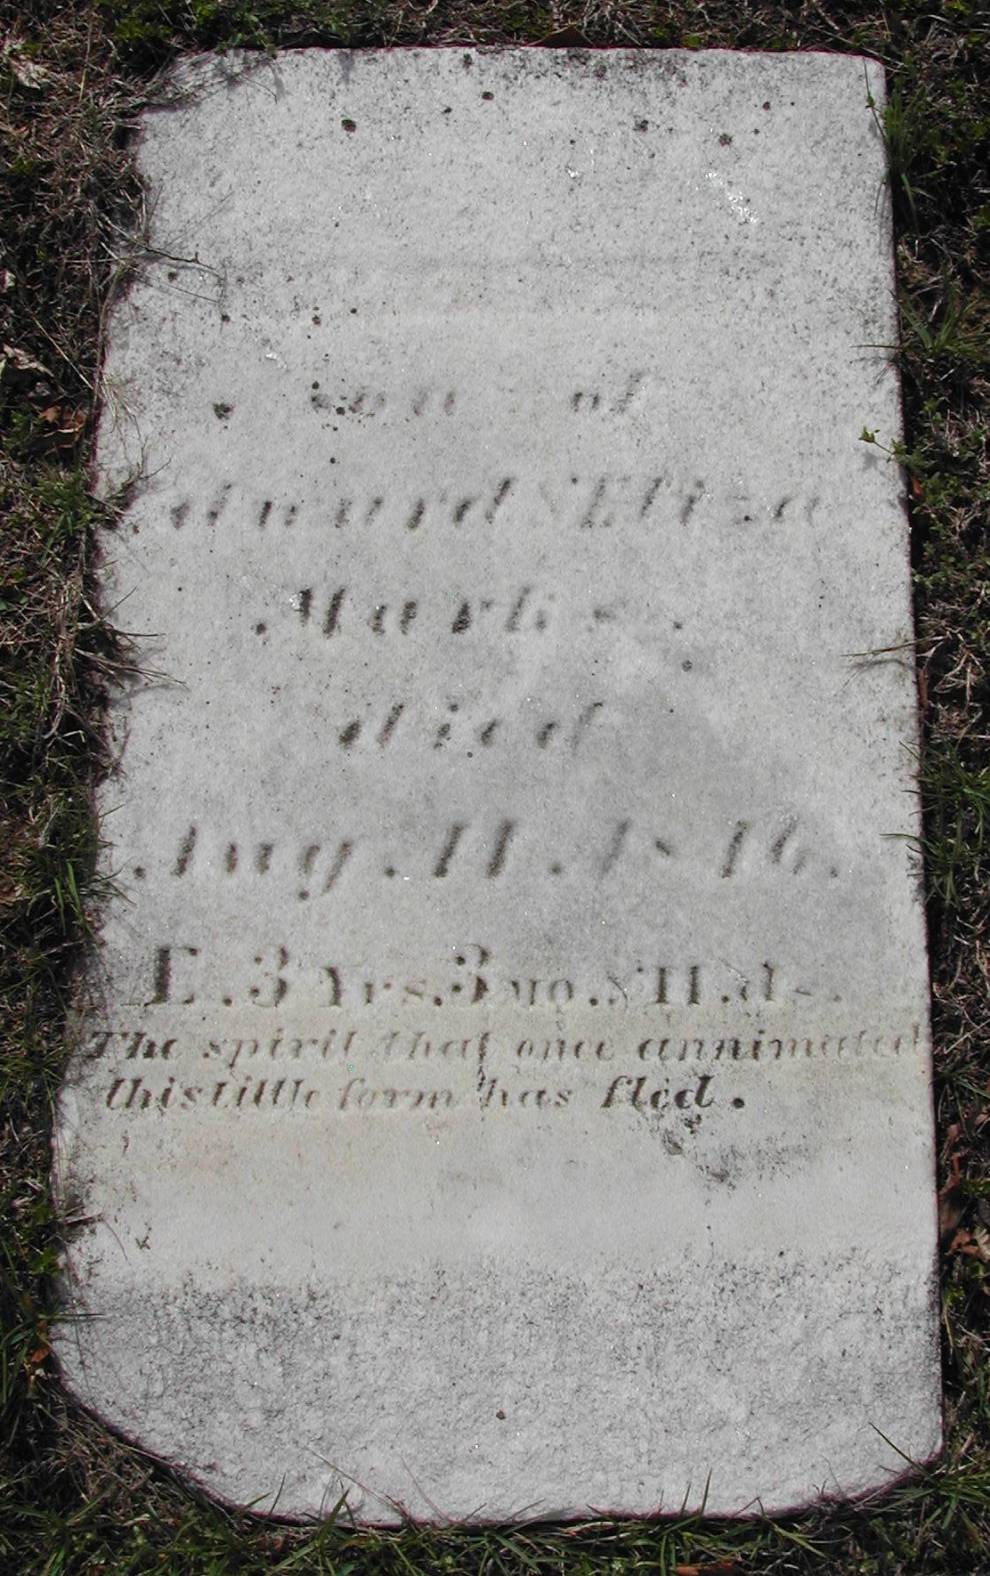 son of
dward & Eliza
Marks.
died
Aug. 11. 1846.
Æ. 3 Yrs. 3 mo. & 11. ds.
The spirit that once annimated
this little form has fled.